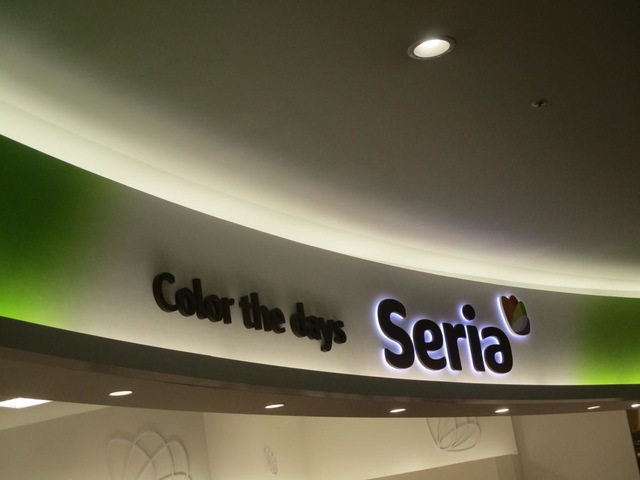 Color the days Seria